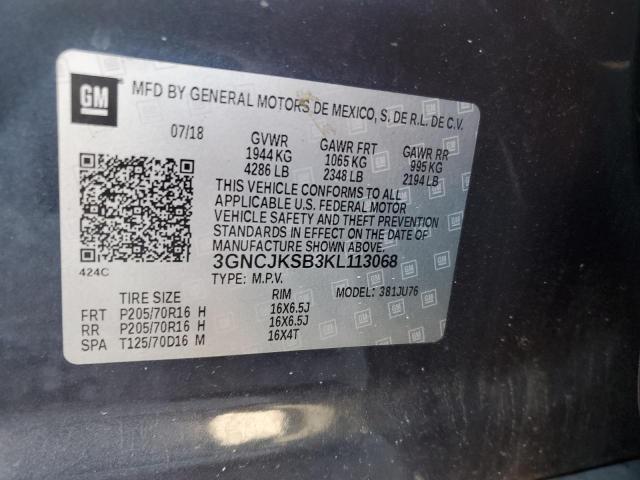 GM
MFD BY GENERAL MOTORS DE MEXICO, S. DE R.L. DE C.V.
07/18 GVWR GAWR FRT GAWR RR
1944 KG 1065 KG 995 KG
4286 LB 2348 LB 2194 LB
THIS VEHICLE CONFORMS TO ALL
APPLICABLE U.S. FEDERAL MOTOR
VEHICLE SAFETY AND THEFT PREVENTION
STANDARDS IN EFFECT ON THE DATE
OF MANUFACTURE SHOWN ABOVE.
424C
3GNCJKSB3KL113068
TYPE: M.P.V. MODEL: 381JU76
TIRE SIZE RIM
FRT P205/70R16 H 16X6.5J
RR P205/70R16 H 16X6.5J
SPA T125/70D16 M 16X4T